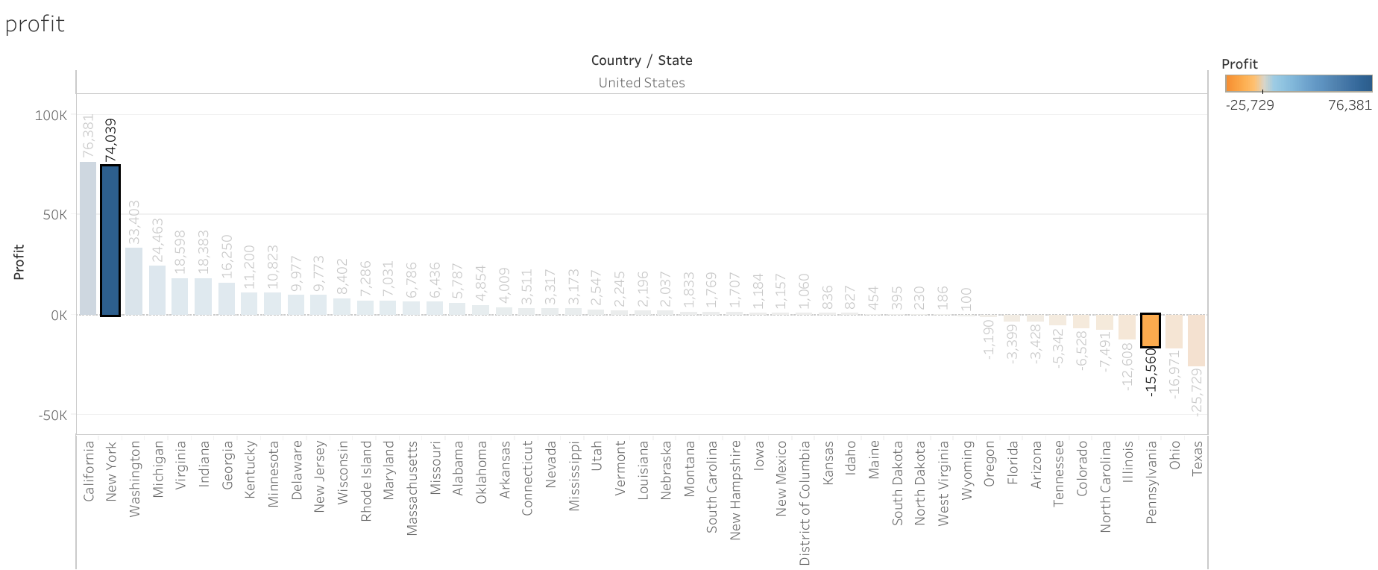 profit
Country / State
United States
Profit
-25,729 76,381
Profit
100K
50K
0K
-50K
76,381
74,039
33,403
24,463
18,598
18,383
16,250
11,200
10,823
9,977
9,773
8,402
7,286
7,031
6,786
6,436
5,787
4,854
4,009
3,511
3,317
3,173
2,547
2,245
2,196
2,037
1,833
1,769
1,707
1,184
1,157
1,060
836
827
454
395
230
186
100
-1,190
-3,399
-3,428
-5,342
-6,528
-7,491
-12,608
-15,560
-16,971
-25,729
California
New York
Washington
Michigan
Virginia
Indiana
Georgia
Kentucky
Minnesota
Delaware
New Jersey
Wisconsin
Rhode Island
Maryland
Massachusetts
Missouri
Alabama
Oklahoma
Arkansas
Connecticut
Nevada
Mississippi
Utah
Vermont
Louisiana
Nebraska
Montana
South Carolina
New Hampshire
Iowa
New Mexico
District of Columbia
Kansas
Idaho
Maine
South Dakota
North Dakota
West Virginia
Wyoming
Oregon
Florida
Arizona
Tennessee
Colorado
North Carolina
Illinois
Pennsylvania
Ohio
Texas